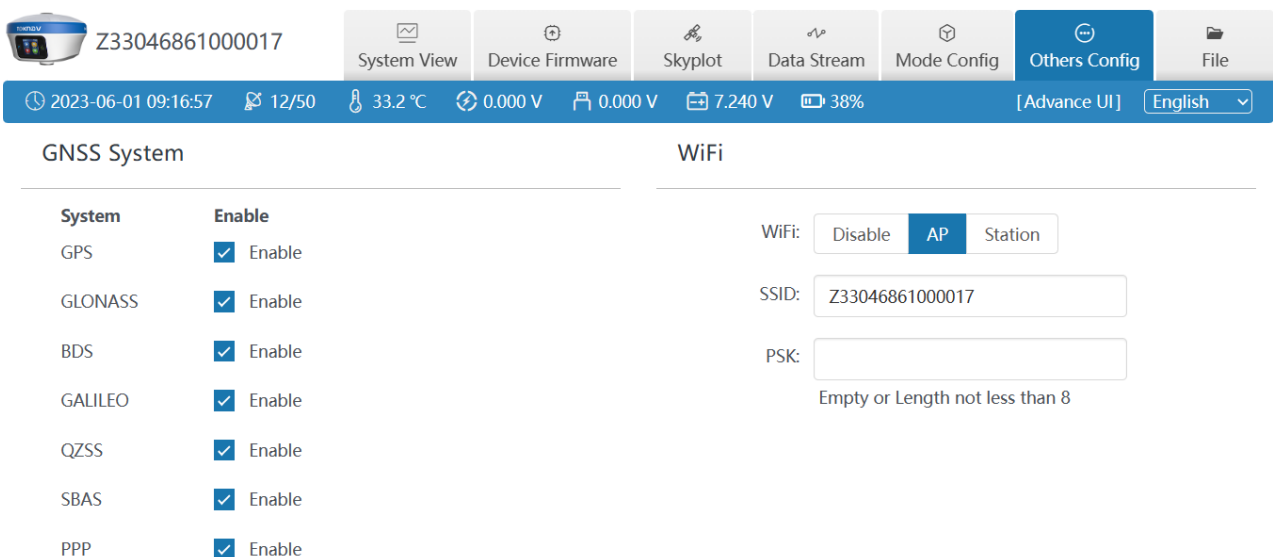 TOKNAV
Z33046861000017
System View
Device Firmware
Skyplot
Data Stream
Mode Config
Others Config
File
2023-06-01 09:16:57 12/50 33.2 ℃ 0.000 V 0.000 V 7.240 V 38% [Advance UI] English
GNSS System
System Enable
GPS Enable
GLONASS Enable
BDS Enable
GALILEO Enable
QZSS Enable
SBAS Enable
PPP Enable
WiFi
WiFi: Disable AP Station
SSID: Z33046861000017
PSK:
Empty or Length not less than 8